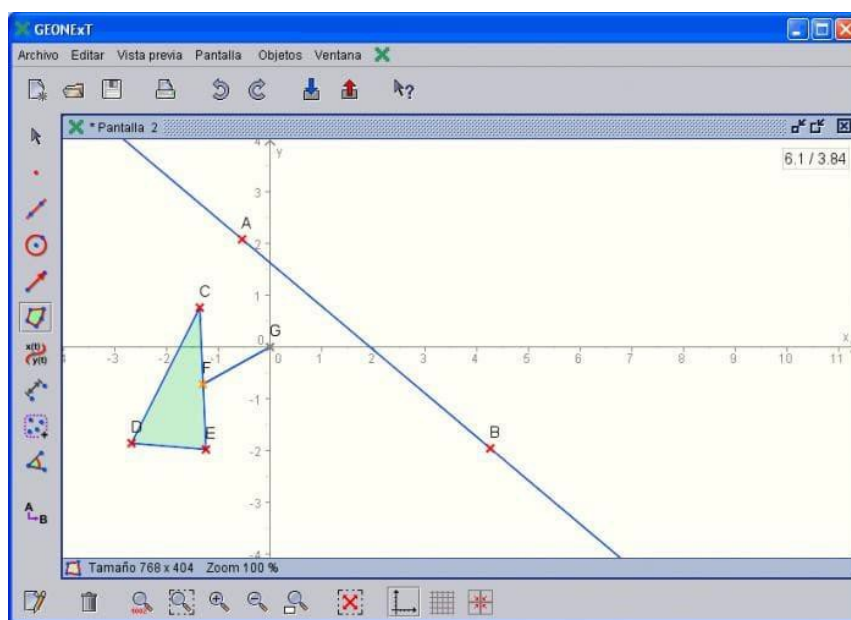 GEONExT
Archivo Editar Vista previa Pantalla Objetos Ventana
* Pantalla 2
6.1 / 3.84
4
y
3
A
2
C
1
G
0
x
-3 -2 -1 0 1 2 3 4 5 6 7 8 9 10 11
F
-1
D E
B
-2
-3
-4
x(t)
y(t)
A
B
Tamaño 768 x 404 Zoom 100 %